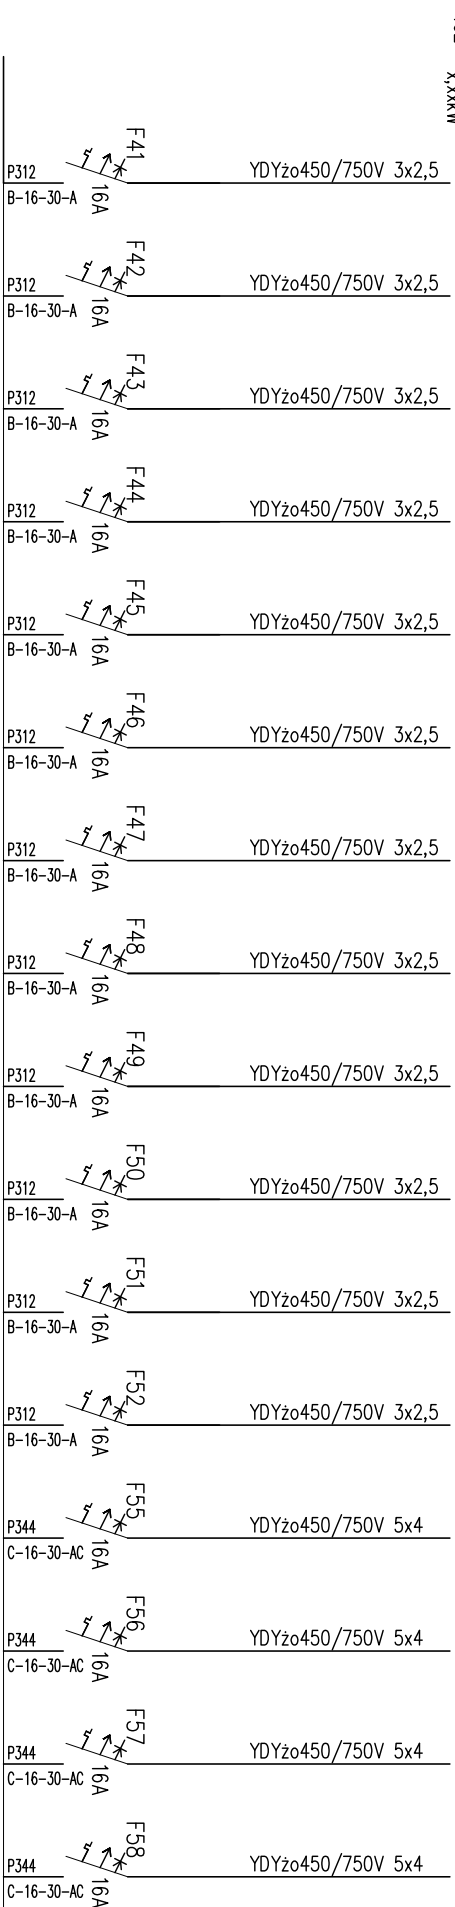 x,xxkW
F41
P312
YDYżo450/750V 3x2,5
B-16-30-A
16A
F42
P312
YDYżo450/750V 3x2,5
B-16-30-A
16A
F43
P312
YDYżo450/750V 3x2,5
B-16-30-A
16A
F44
P312
YDYżo450/750V 3x2,5
B-16-30-A
16A
F45
P312
YDYżo450/750V 3x2,5
B-16-30-A
16A
F46
P312
YDYżo450/750V 3x2,5
B-16-30-A
16A
F47
P312
YDYżo450/750V 3x2,5
B-16-30-A
16A
F48
P312
YDYżo450/750V 3x2,5
B-16-30-A
16A
F49
P312
YDYżo450/750V 3x2,5
B-16-30-A
16A
F50
P312
YDYżo450/750V 3x2,5
B-16-30-A
16A
F51
P312
YDYżo450/750V 3x2,5
B-16-30-A
16A
F52
P312
YDYżo450/750V 3x2,5
B-16-30-A
16A
F55
P344
YDYżo450/750V 5x4
C-16-30-AC
16A
F56
P344
YDYżo450/750V 5x4
C-16-30-AC
16A
F57
P344
YDYżo450/750V 5x4
C-16-30-AC
16A
F58
P344
YDYżo450/750V 5x4
C-16-30-AC
16A